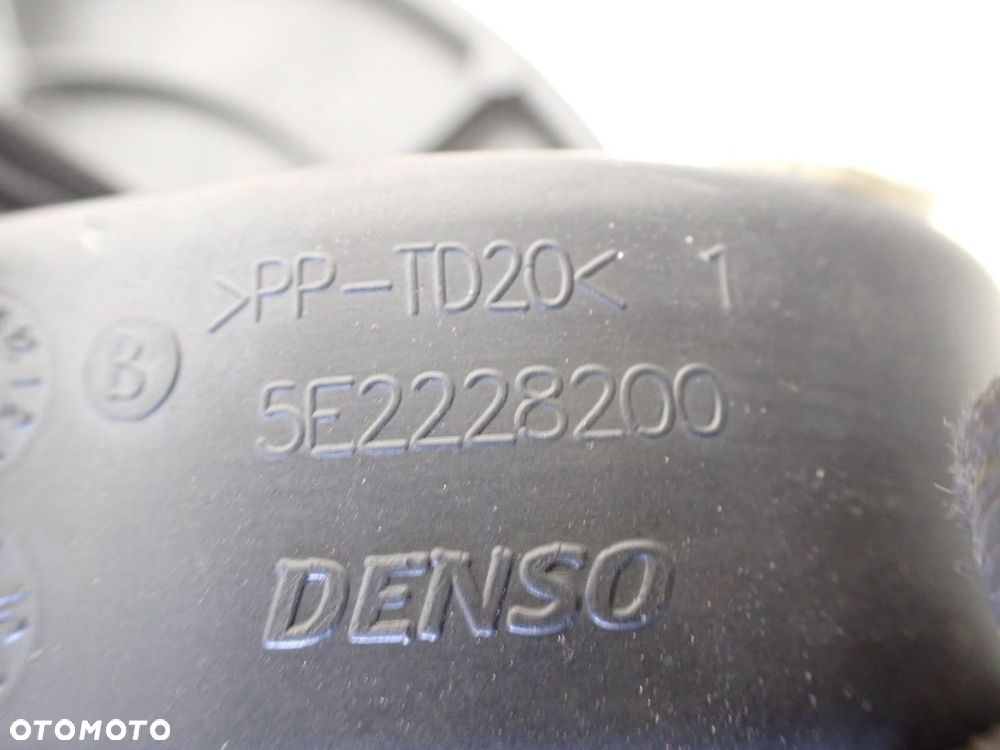 >PP-TD20< 1
B
5E2228200
DENSO
OTOMOTO